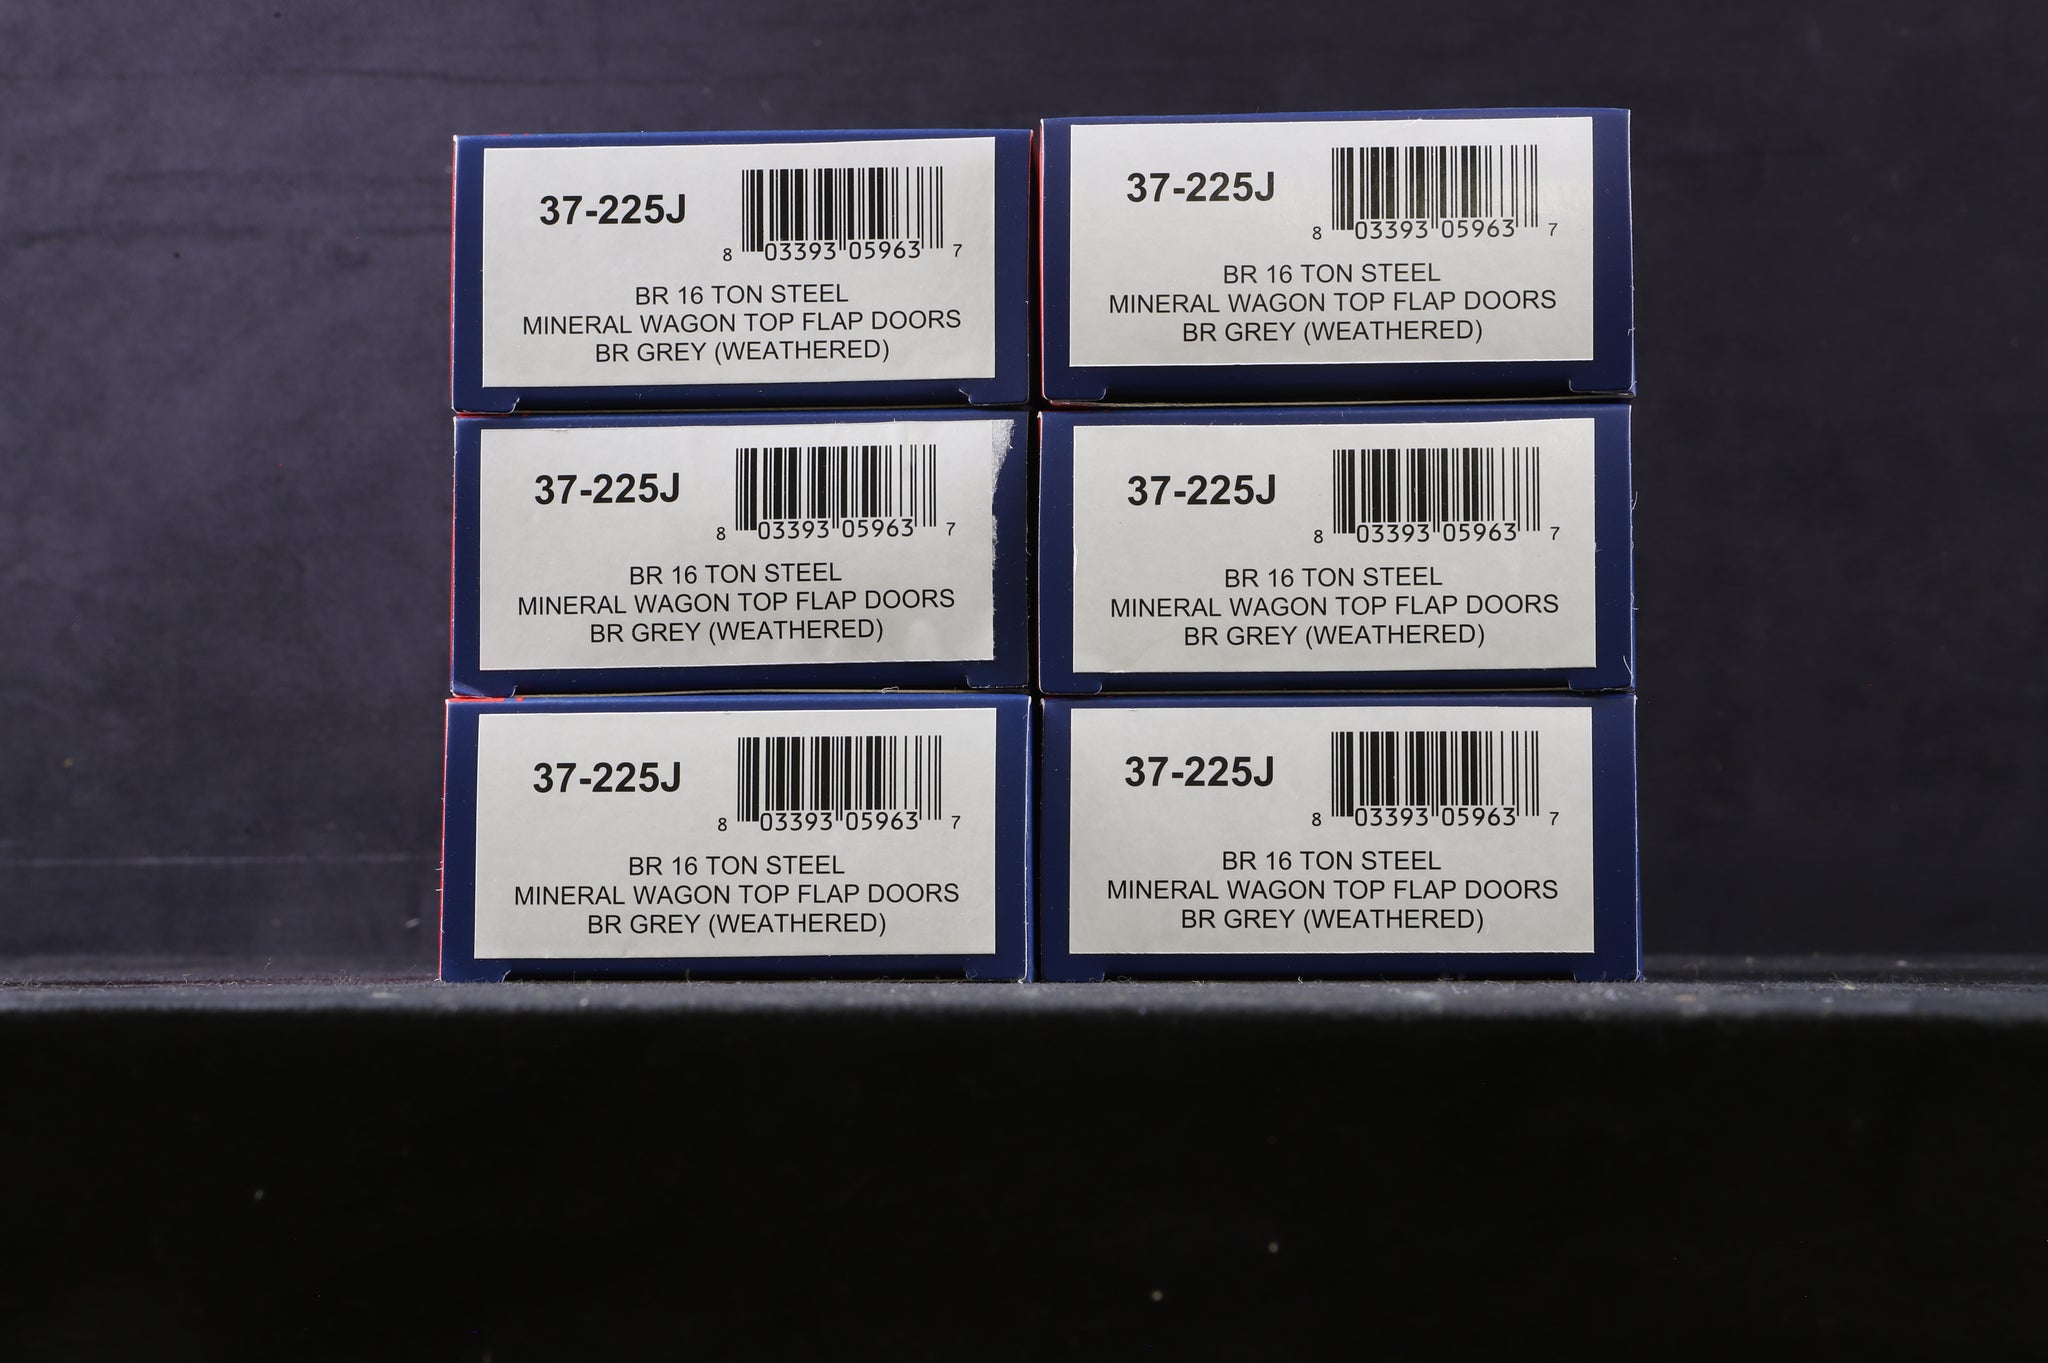 37-225J
8 03393 05963 7
BR 16 TON STEEL
MINERAL WAGON TOP FLAP DOORS
BR GREY (WEATHERED)
37-225J
8 03393 05963 7
BR 16 TON STEEL
MINERAL WAGON TOP FLAP DOORS
BR GREY (WEATHERED)
37-225J
8 03393 05963 7
BR 16 TON STEEL
MINERAL WAGON TOP FLAP DOORS
BR GREY (WEATHERED)
37-225J
8 03393 05963 7
BR 16 TON STEEL
MINERAL WAGON TOP FLAP DOORS
BR GREY (WEATHERED)
37-225J
8 03393 05963 7
BR 16 TON STEEL
MINERAL WAGON TOP FLAP DOORS
BR GREY (WEATHERED)
37-225J
8 03393 05963 7
BR 16 TON STEEL
MINERAL WAGON TOP FLAP DOORS
BR GREY (WEATHERED)